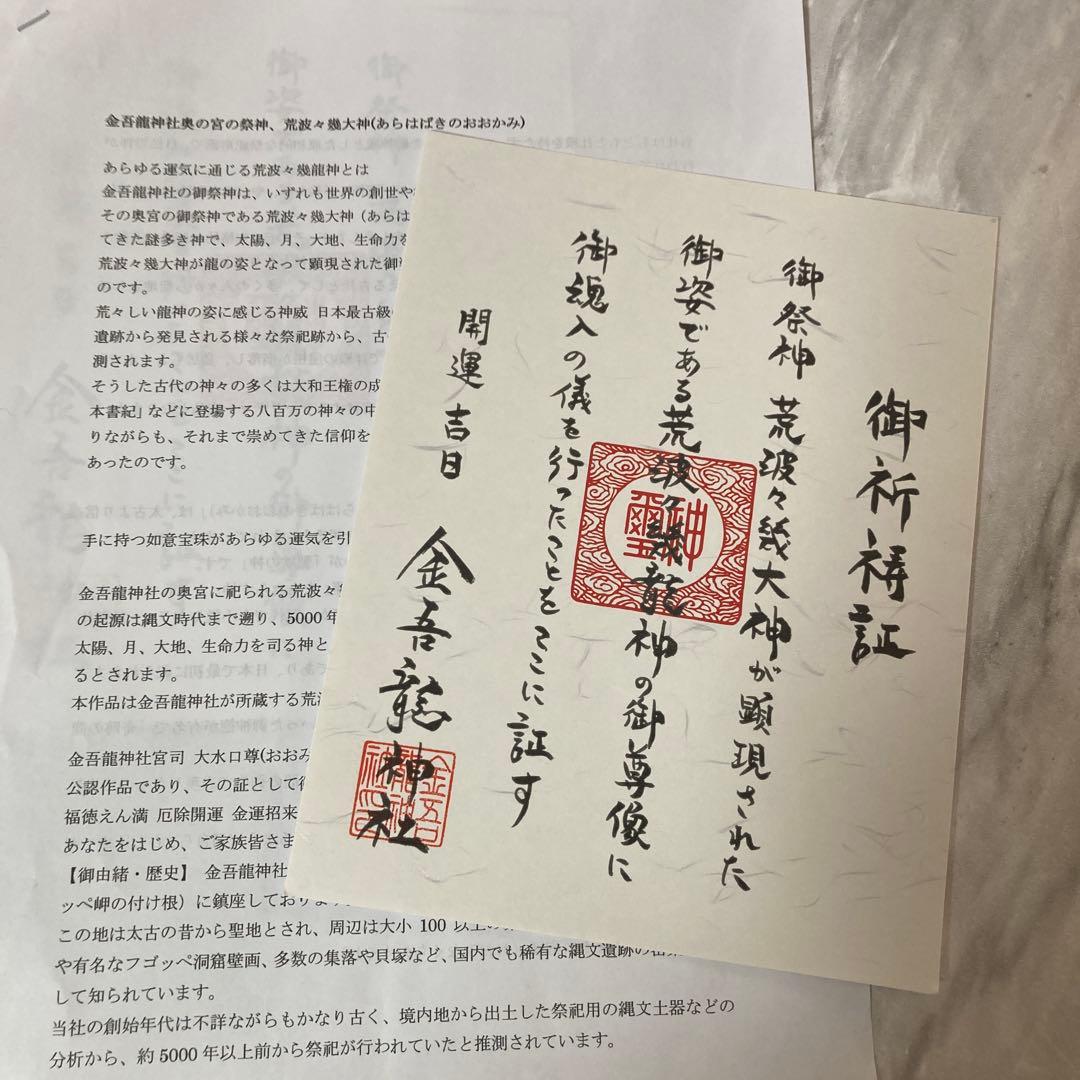 金吾龍神社奥の宮の祭神、荒波々幾大神(あらはばきのおおかみ)
あらゆる運気に通じる荒波々幾龍神とは
金吾龍神社の御祭神は、いずれも世界の創世や
その奥宮の御祭神である荒波々幾大神（あらは
てきた謎多き神で、太陽、月、大地、生命力を
荒波々幾大神が龍の姿となって顕現された御
のです。
荒々しい龍神の姿に感じる神威 日本最古級
遺跡から発見される様々な祭祀跡から、古
測されます。
そうした古代の神々の多くは大和王権の成
本書紀」などに登場する八百万の神々の中
りながらも、それまで崇めてきた信仰を
あったのです。
手に持つ如意宝珠があらゆる運気を引
金吾龍神社の奥宮に祀られる荒波々
の起源は縄文時代まで遡り、5000年
太陽、月、大地、生命力を司る神と
るとされます。
本作品は金吾龍神社が所蔵する荒波
金吾龍神社宮司 大水口尊(おおみ
公認作品であり、その証として御
福徳えん満 厄除開運 金運招来
あなたをはじめ、ご家族皆さま
【御由緒・歴史】 金吾龍神社
ッペ岬の付け根）に鎮座しております
この地は太古の昔から聖地とされ、周辺は大小 100 以上の
や有名なフゴッペ洞窟壁画、多数の集落や貝塚など、国内でも稀有な縄文遺跡の
して知られています。
当社の創始年代は不詳ながらもかなり古く、境内地から出土した祭祀用の縄文土器などの
分析から、約5000年以上前から祭祀が行われていたと推測されています。
御祈祷証
御祭神 荒波々幾大神が顕現された
御姿である荒波々幾龍神の御尊像に
御魂入の儀を行ったことをここに証す
開運吉日 金吾龍神社
神璽
金吾龍神社神璽